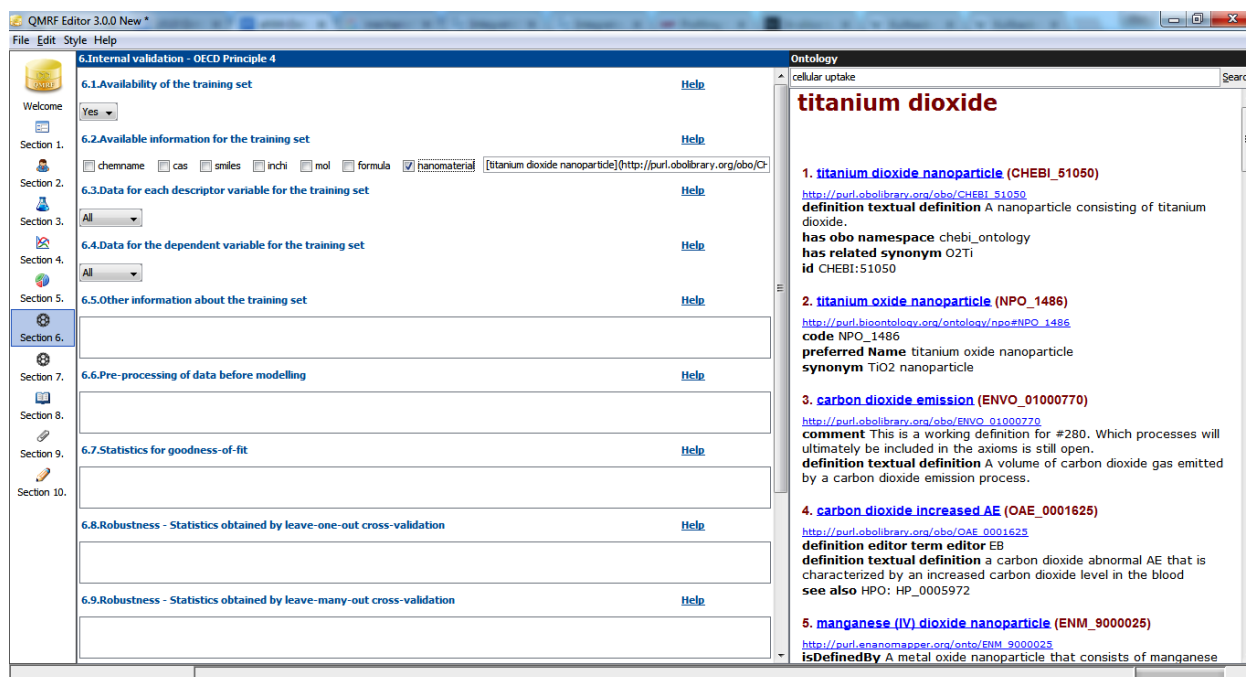 QMRF Editor 3.0.0 New *
File Edit Style Help
QMRF
Welcome
Section 1.
Section 2.
Section 3.
Section 4.
Section 5.
Section 6.
Section 7.
Section 8.
Section 9.
Section 10.
6.Internal validation - OECD Principle 4
6.1.Availability of the training set Help
Yes
6.2.Available information for the training set Help
chemname cas smiles inchi mol formula nanomaterial [titanium dioxide nanoparticle](http://purl.obolibrary.org/obo/CH
6.3.Data for each descriptor variable for the training set Help
All
6.4.Data for the dependent variable for the training set Help
All
6.5.Other information about the training set Help
6.6.Pre-processing of data before modelling Help
6.7.Statistics for goodness-of-fit Help
6.8.Robustness - Statistics obtained by leave-one-out cross-validation Help
6.9.Robustness - Statistics obtained by leave-many-out cross-validation Help
Ontology
cellular uptake Searc
titanium dioxide
1. titanium dioxide nanoparticle (CHEBI_51050)
http://purl.obolibrary.org/obo/CHEBI_51050
definition textual definition A nanoparticle consisting of titanium
dioxide.
has obo namespace chebi_ontology
has related synonym O2Ti
id CHEBI:51050
2. titanium oxide nanoparticle (NPO_1486)
http://purl.bioontology.org/ontology/npo#NPO_1486
code NPO_1486
preferred Name titanium oxide nanoparticle
synonym TiO2 nanoparticle
3. carbon dioxide emission (ENVO_01000770)
http://purl.obolibrary.org/obo/ENVO_01000770
comment This is a working definition for #280. Which processes will
ultimately be included in the axioms is still open.
definition textual definition A volume of carbon dioxide gas emitted
by a carbon dioxide emission process.
4. carbon dioxide increased AE (OAE_0001625)
http://purl.obolibrary.org/obo/OAE_0001625
definition editor term editor EB
definition textual definition a carbon dioxide abnormal AE that is
characterized by an increased carbon dioxide level in the blood
see also HPO: HP_0005972
5. manganese (IV) dioxide nanoparticle (ENM_9000025)
http://purl.enanomapper.org/onto/ENM_9000025
isDefinedBy A metal oxide nanoparticle that consists of manganese